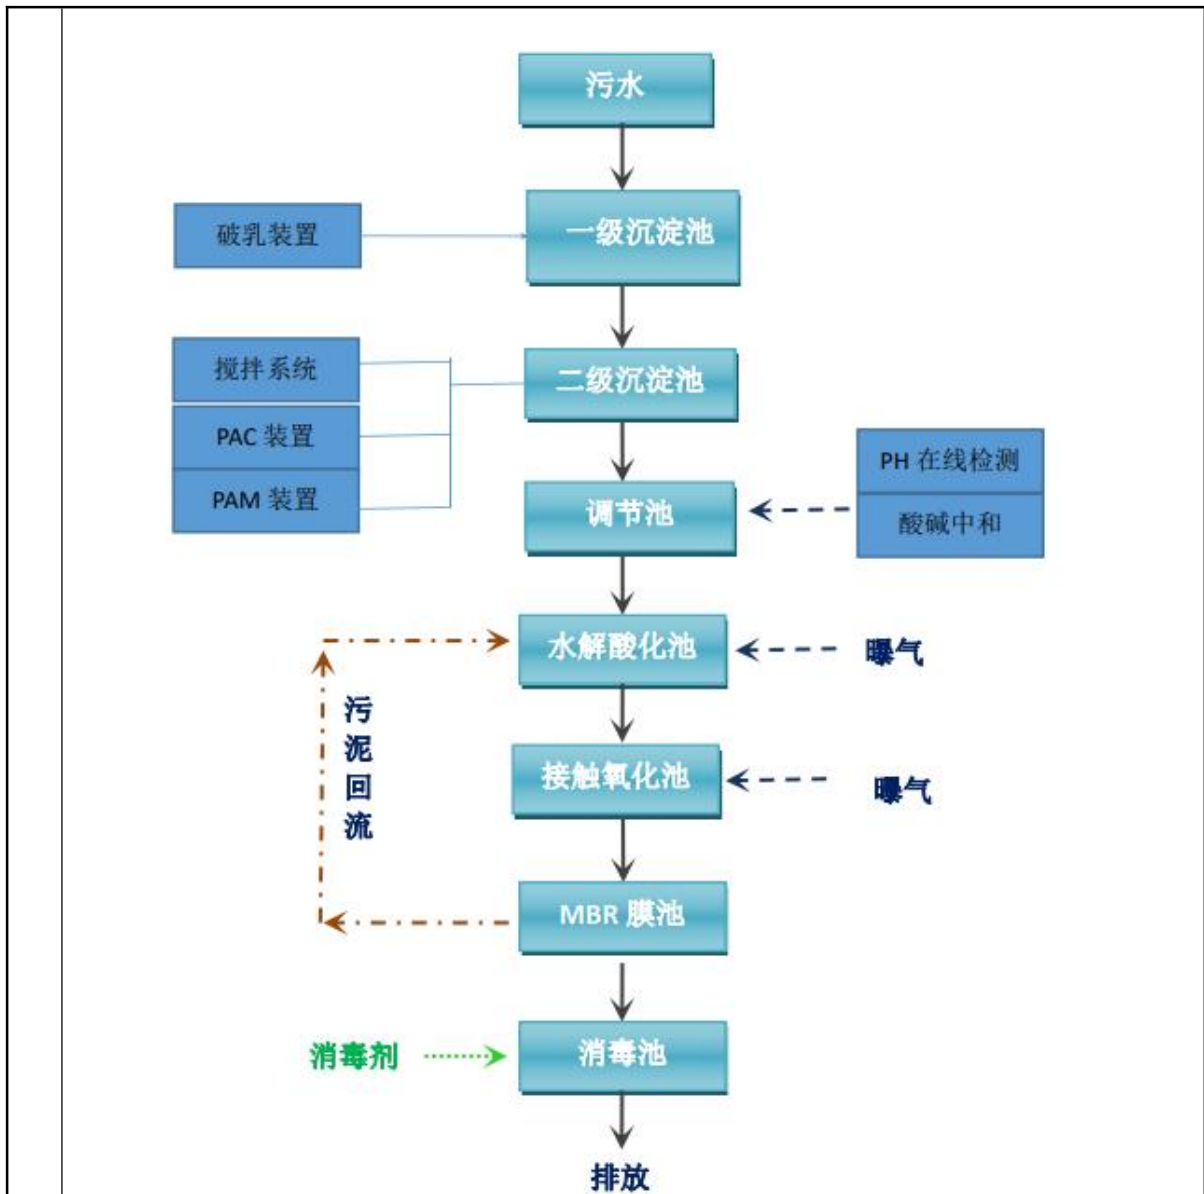 污水
破乳装置
一级沉淀池
搅拌系统
二级沉淀池
PAC 装置
PAM 装置
PH 在线检测
调节池
酸碱中和
水解酸化池
曝气
污
泥
回
流
接触氧化池
曝气
MBR 膜池
消毒剂
消毒池
排放